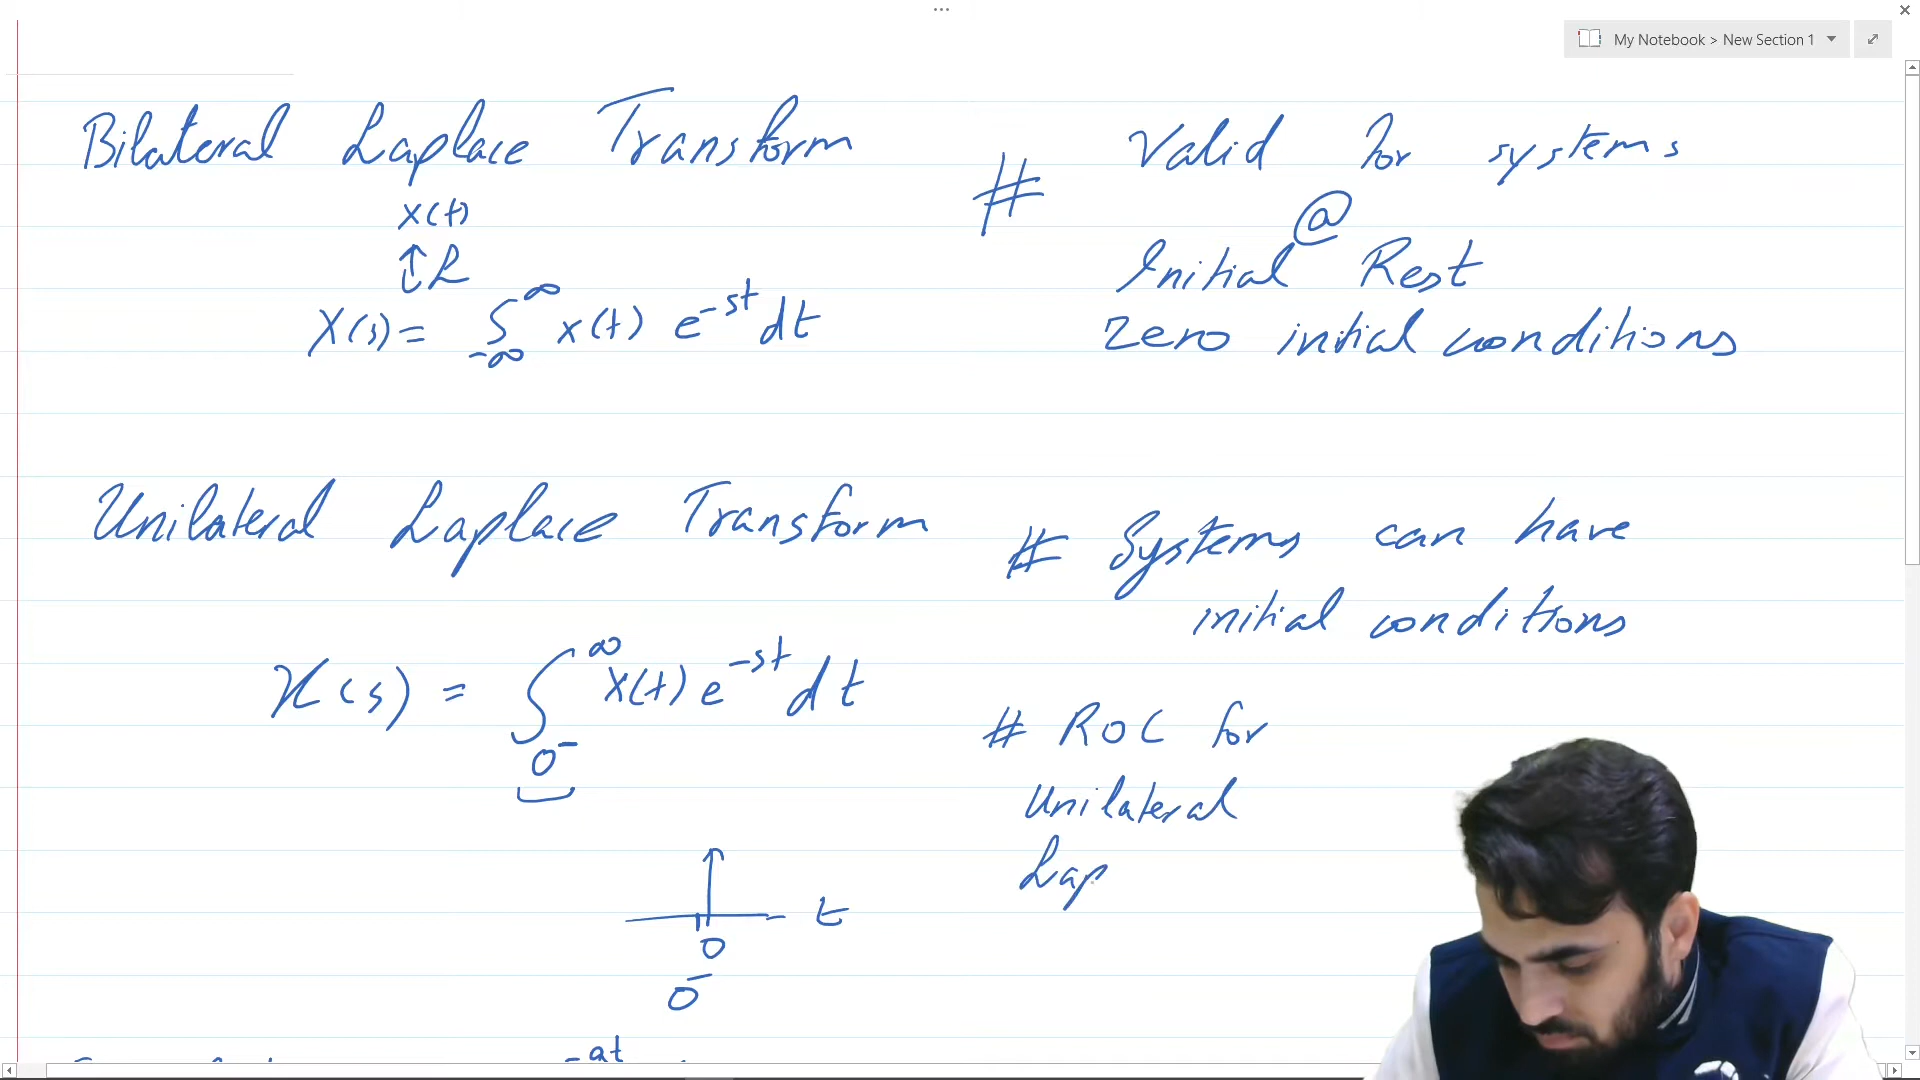 My Notebook > New Section 1
Bilateral Laplace Transform
x(t)
↕ L
X(s) = ∫_{-∞}^{∞} x(t) e^{-st} dt
# Valid for systems
@
Initial Rest
Zero initial conditions
Unilateral Laplace Transform
X(s) = ∫_{0^-}^{∞} x(t) e^{-st} dt
t
0
0^-
# Systems can have
initial conditions
# ROC for
Unilateral
Lap
-at